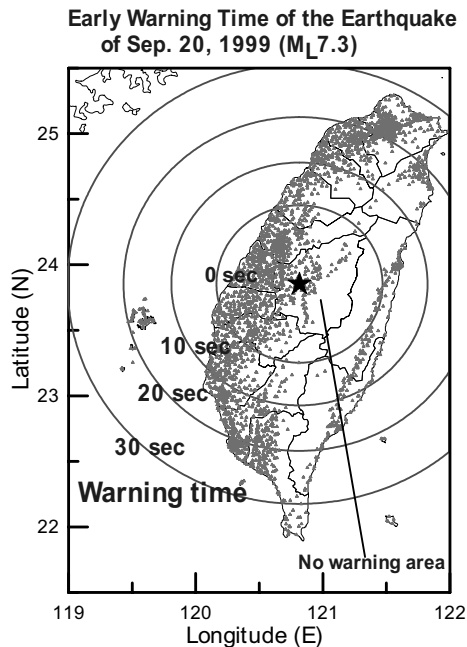 Early Warning Time of the Earthquake
of Sep. 20, 1999 (ML7.3)
25
24
23
22
Latitude (N)
0 sec
10 sec
20 sec
30 sec
Warning time
No warning area
119
120
121
122
Longitude (E)